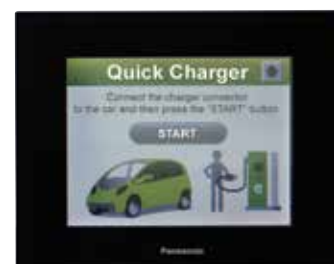 Quick Charger
Connect the charger connector
to the car and then press the "START" button
START
Panasonic